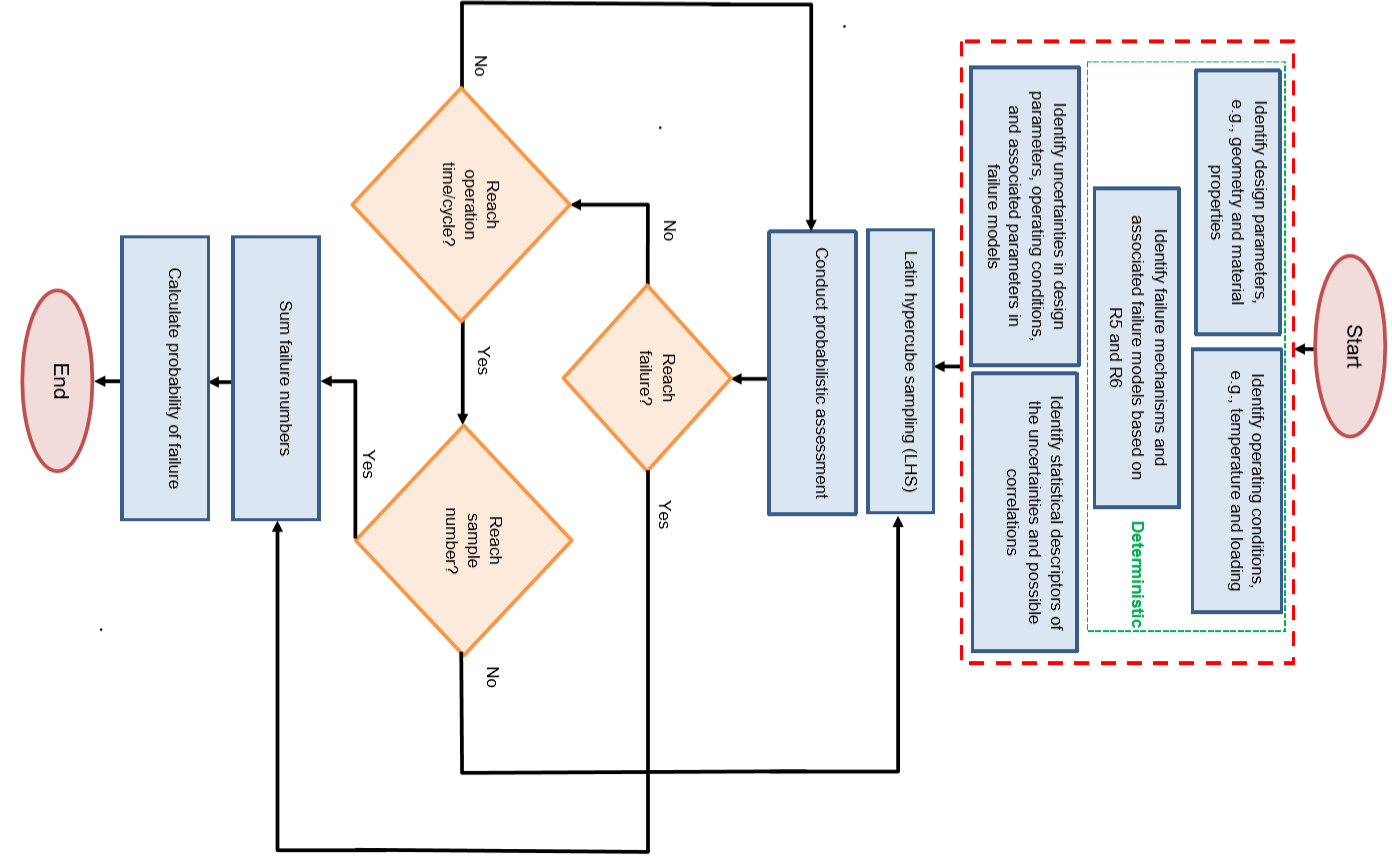 Start
Identify design parameters,
e.g., geometry and material
properties
Identify operating conditions,
e.g., temperature and loading
Identify failure mechanisms and
associated failure models based on
R5 and R6
Deterministic
Identify uncertainties in design
parameters, operating conditions,
and associated parameters in
failure models
Identify statistical descriptors of
the uncertainties and possible
correlations
Latin hypercube sampling (LHS)
Conduct probabilistic assessment
Reach
failure?
No
Yes
Reach
operation
time/cycle?
No
Yes
Reach
sample
number?
No
Yes
Sum failure numbers
Calculate probability of failure
End